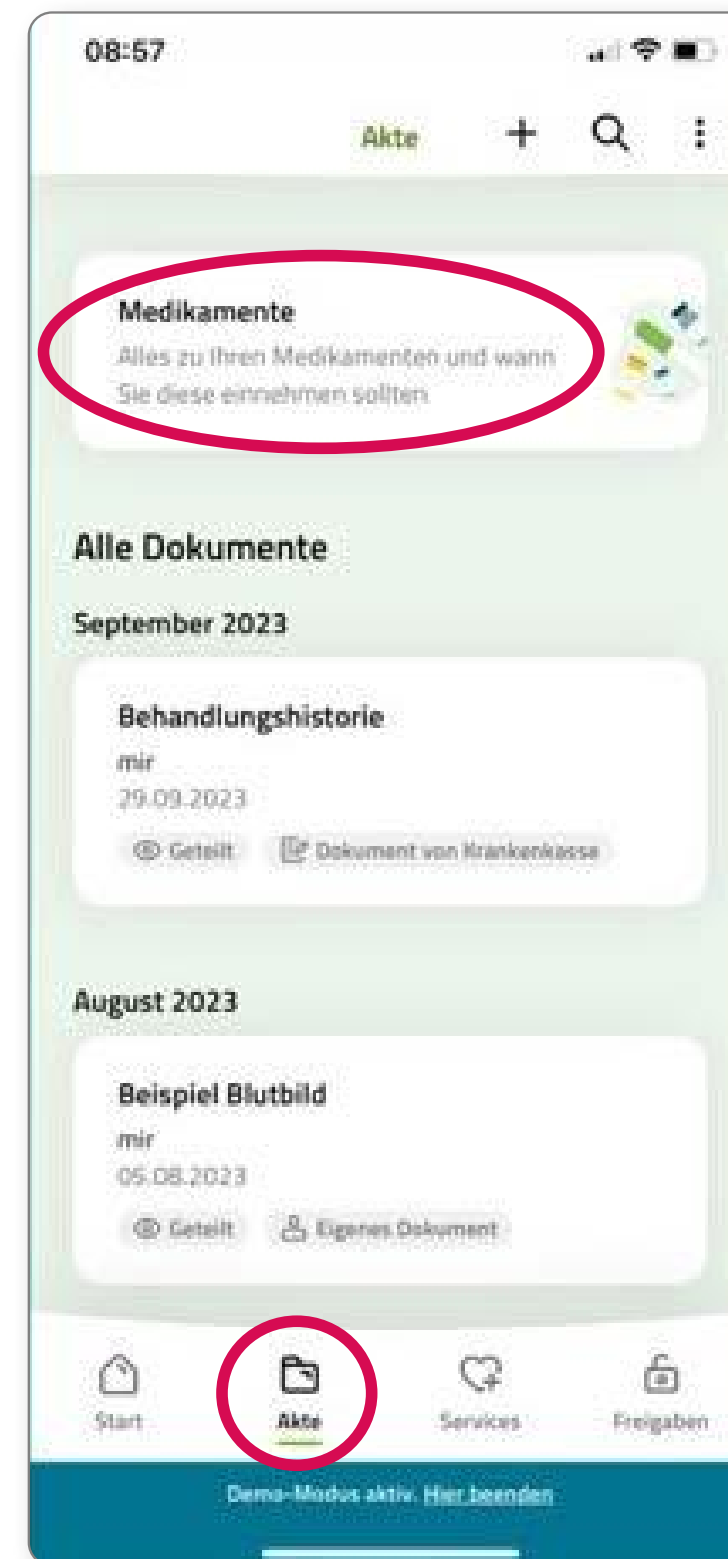 08:57
Akte
Medikamente
Alles zu Ihren Medikamenten und wann
Sie diese einnehmen sollten
Alle Dokumente
September 2023
Behandlungshistorie
mir
29.09.2023
Geteilt Dokument von Krankenkasse
August 2023
Beispiel Blutbild
mir
05.08.2023
Geteilt Eigenes Dokument
Start Akte Services Freigaben
Demo-Modus aktiv. Hier beenden